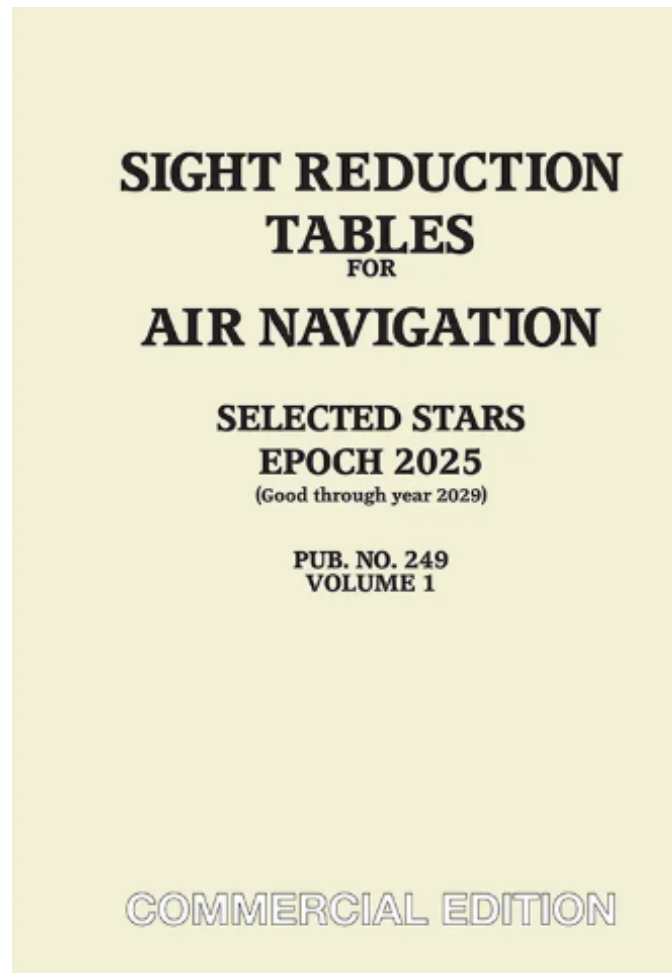 SIGHT REDUCTION
TABLES
FOR
AIR NAVIGATION
SELECTED STARS
EPOCH 2025
(Good through year 2029)
PUB. NO. 249
VOLUME 1
COMMERCIAL EDITION